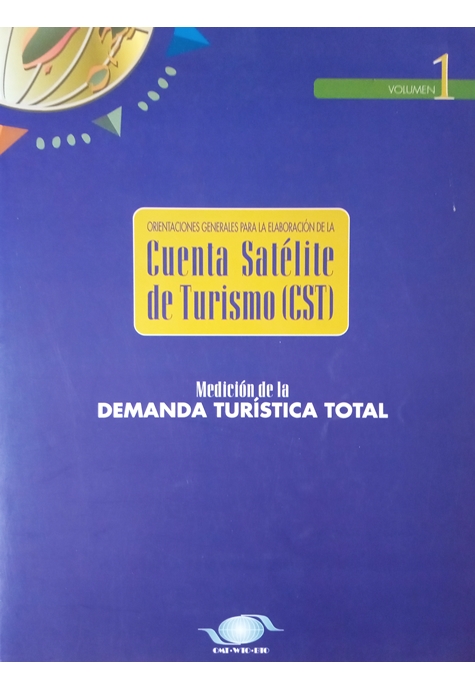 VOLUMEN 1
ORIENTACIONES GENERALES PARA LA ELABORACIÓN DE LA
Cuenta Satélite
de Turismo (CST)
Medición de la
DEMANDA TURÍSTICA TOTAL
OMT•WTO•BTO